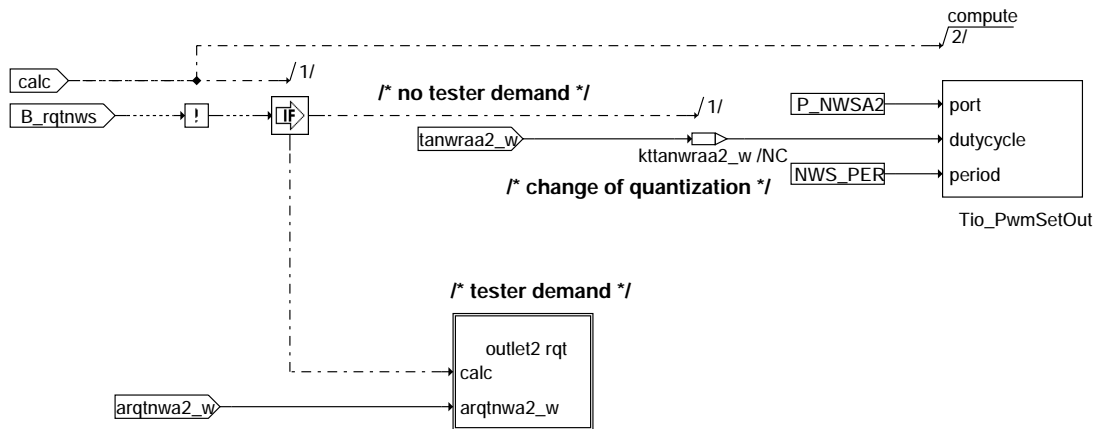 compute
2/
calc
/1/
B_rqtnws
!
IF
/* no tester demand */
/1/
P_NWSA2
port
tanwraa2_w
dutycycle
kttanwraa2_w /NC
/* change of quantization */
NWS_PER
period
Tio_PwmSetOut
/* tester demand */
outlet2 rqt
calc
arqtnwa2_w
arqtnwa2_w